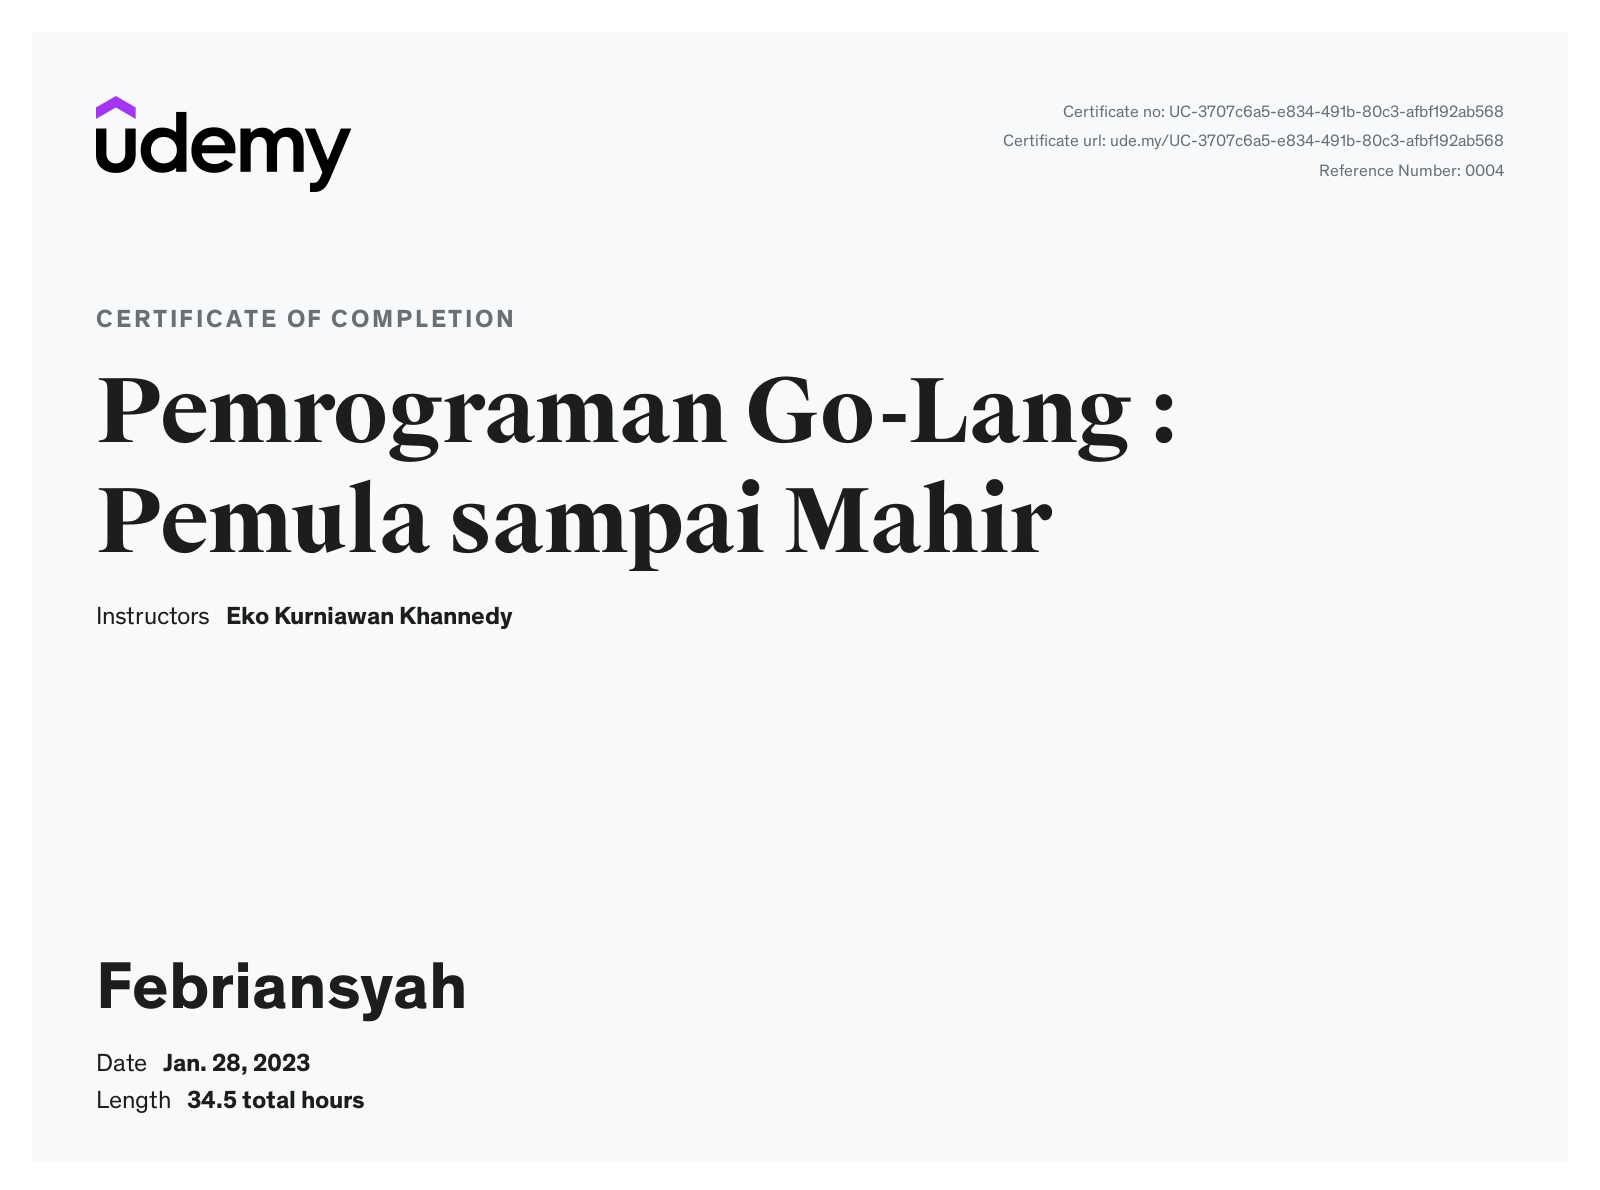 udemy
Certificate no: UC-3707c6a5-e834-491b-80c3-afbf192ab568
Certificate url: ude.my/UC-3707c6a5-e834-491b-80c3-afbf192ab568
Reference Number: 0004
CERTIFICATE OF COMPLETION
Pemrograman Go-Lang :
Pemula sampai Mahir
Instructors Eko Kurniawan Khannedy
Febriansyah
Date Jan. 28, 2023
Length 34.5 total hours